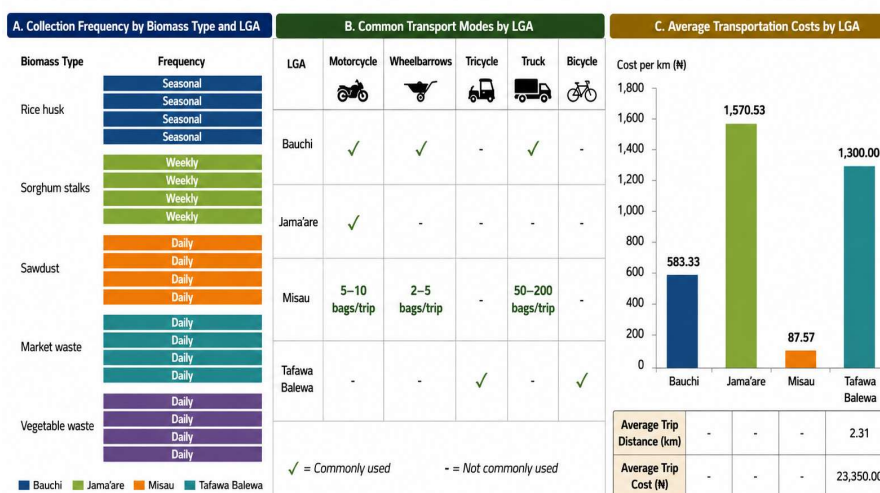 A. Collection Frequency by Biomass Type and LGA
Biomass Type Frequency
Rice husk
Seasonal
Seasonal
Seasonal
Seasonal
Sorghum stalks
Weekly
Weekly
Weekly
Weekly
Sawdust
Daily
Daily
Daily
Daily
Market waste
Daily
Daily
Daily
Daily
Vegetable waste
Daily
Daily
Daily
Daily
Bauchi Jama'are Misau Tafawa Balewa
B. Common Transport Modes by LGA
LGA Motorcycle Wheelbarrows Tricycle Truck Bicycle
Bauchi ✓ ✓ - ✓ -
Jama'are ✓ - - - -
Misau 5–10 bags/trip 2–5 bags/trip - 50–200 bags/trip -
Tafawa Balewa - - ✓ - ✓
✓ = Commonly used - = Not commonly used
C. Average Transportation Costs by LGA
Cost per km (₦)
1,800
1,600
1,400
1,200
1,000
800
600
400
200
0
583.33
1,570.53
87.57
1,300.00
Bauchi Jama'are Misau Tafawa Balewa
Average Trip Distance (km) - - - 2.31
Average Trip Cost (₦) - - - 23,350.00